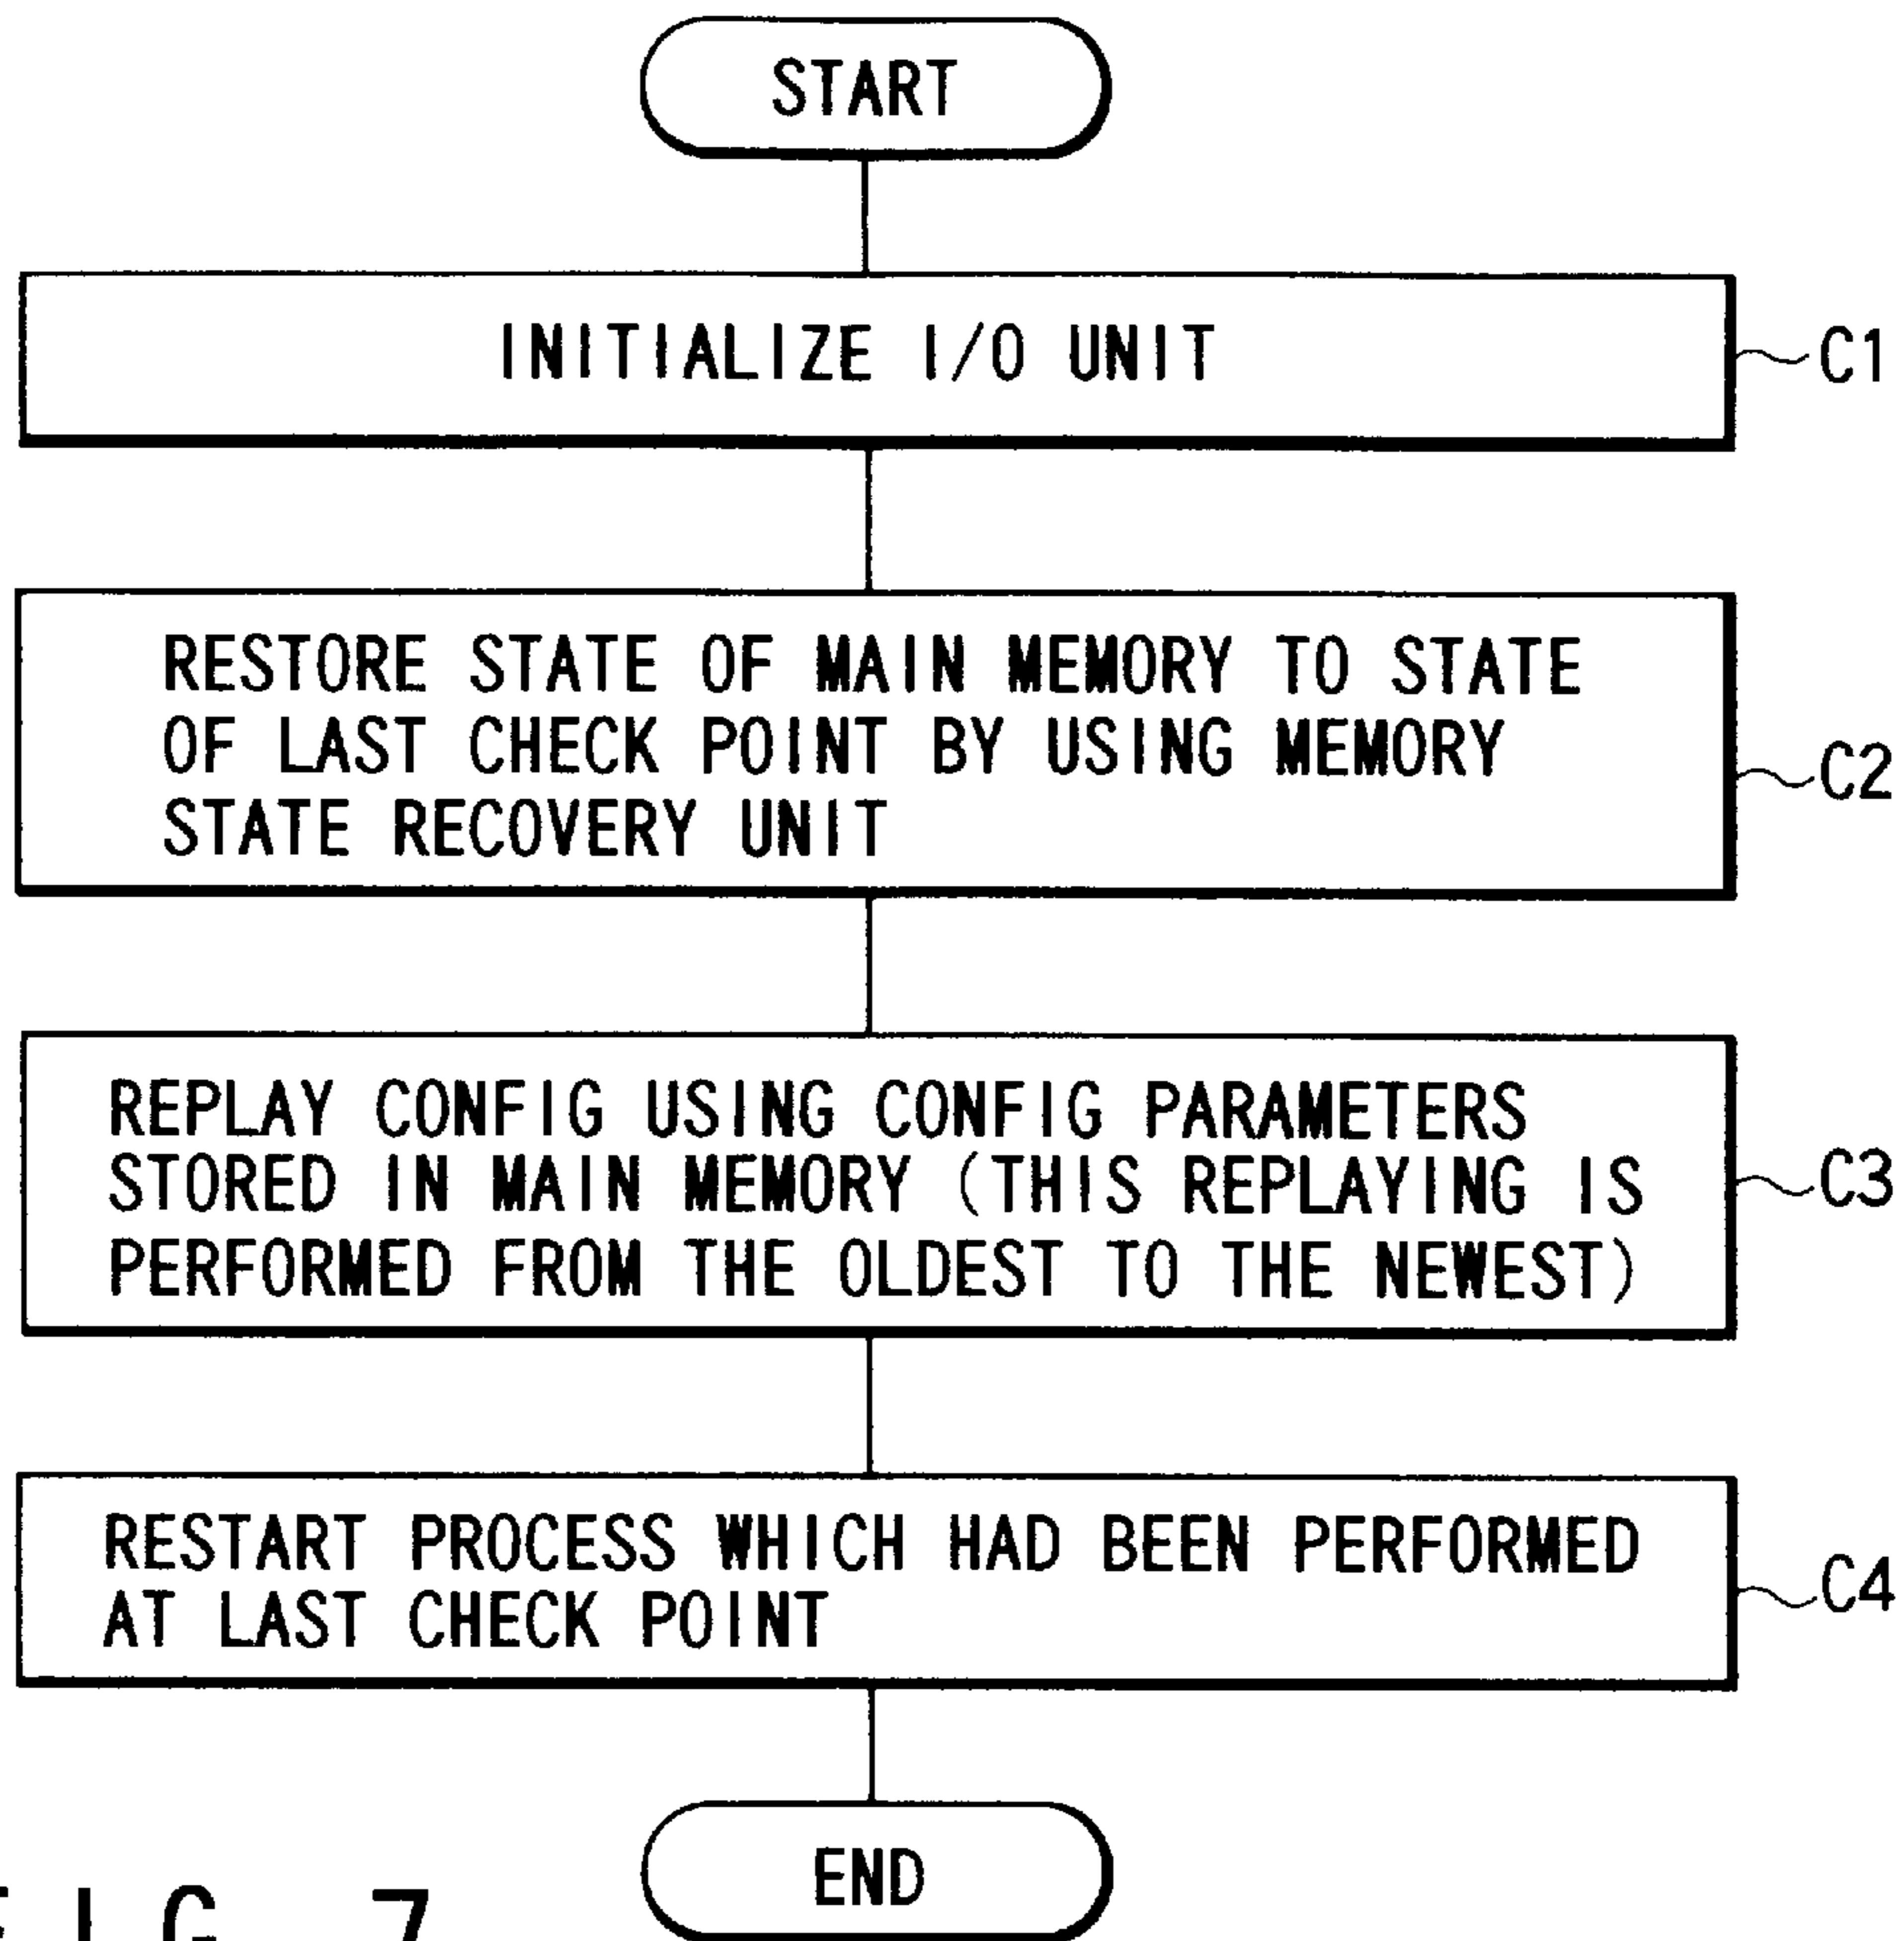 START
INITIALIZE I/O UNIT
C1
RESTORE STATE OF MAIN MEMORY TO STATE
OF LAST CHECK POINT BY USING MEMORY
STATE RECOVERY UNIT
C2
REPLAY CONFIG USING CONFIG PARAMETERS
STORED IN MAIN MEMORY (THIS REPLAYING IS
PERFORMED FROM THE OLDEST TO THE NEWEST)
C3
RESTART PROCESS WHICH HAD BEEN PERFORMED
AT LAST CHECK POINT
C4
END
FIG. 7